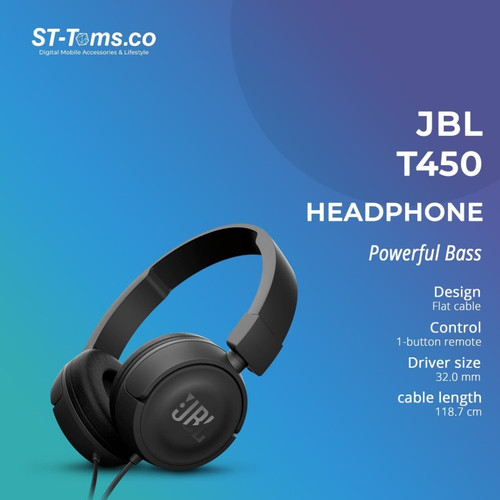 ST-Toms.co
Digital Mobile Accessories & Lifestyle
JBL
T450
HEADPHONE
Powerful Bass
Design
Flat cable
Control
1-button remote
Driver size
32.0 mm
cable length
118.7 cm
JBL